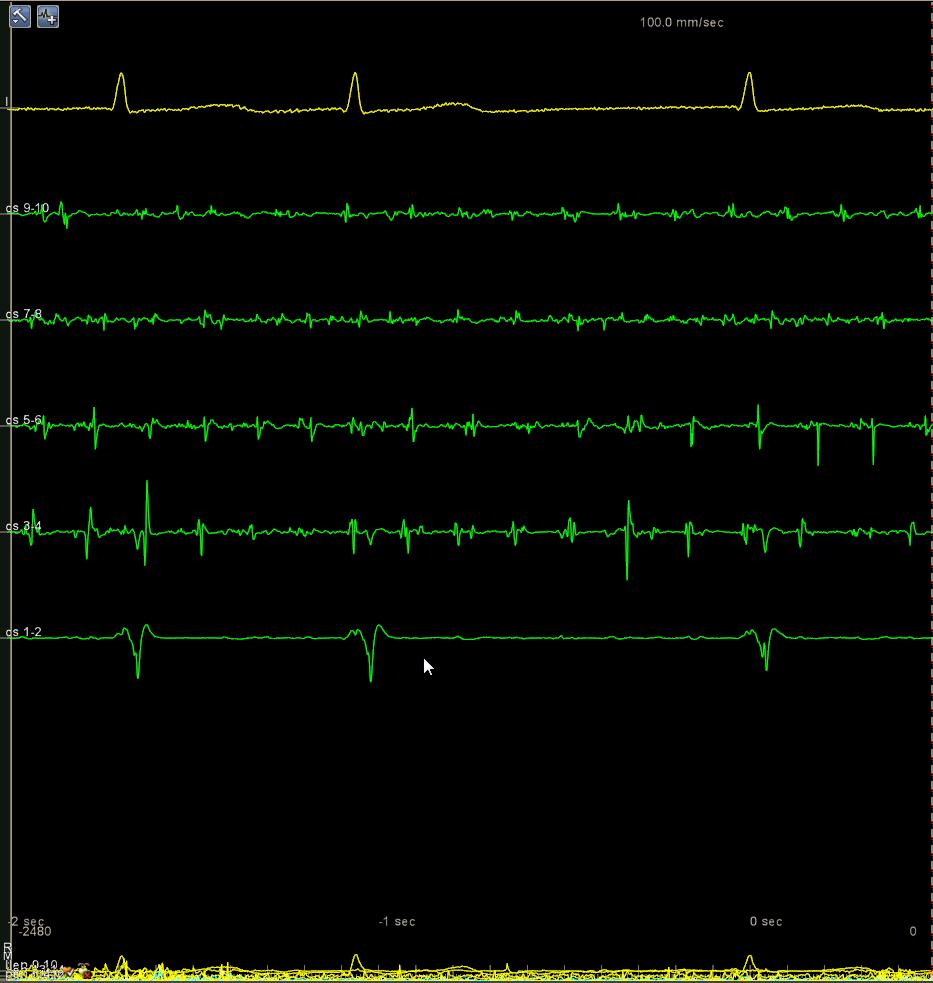 100.0 mm/sec
I
cs 9-10
cs 7-8
cs 5-6
cs 3-4
cs 1-2
-2 sec
-1 sec
0 sec
-2480
0